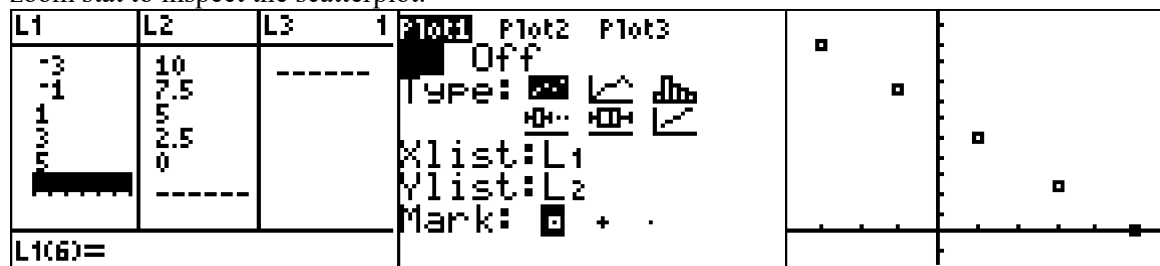 zoom stat to inspect the scatterplot.
L1 L2 L3 1
-3 10 ------
-1 7.5
1 5
3 2.5
5 0
------
L1(6)=
Plot1 Plot2 Plot3
Off
Type:
Xlist:L1
Ylist:L2
Mark: + ·